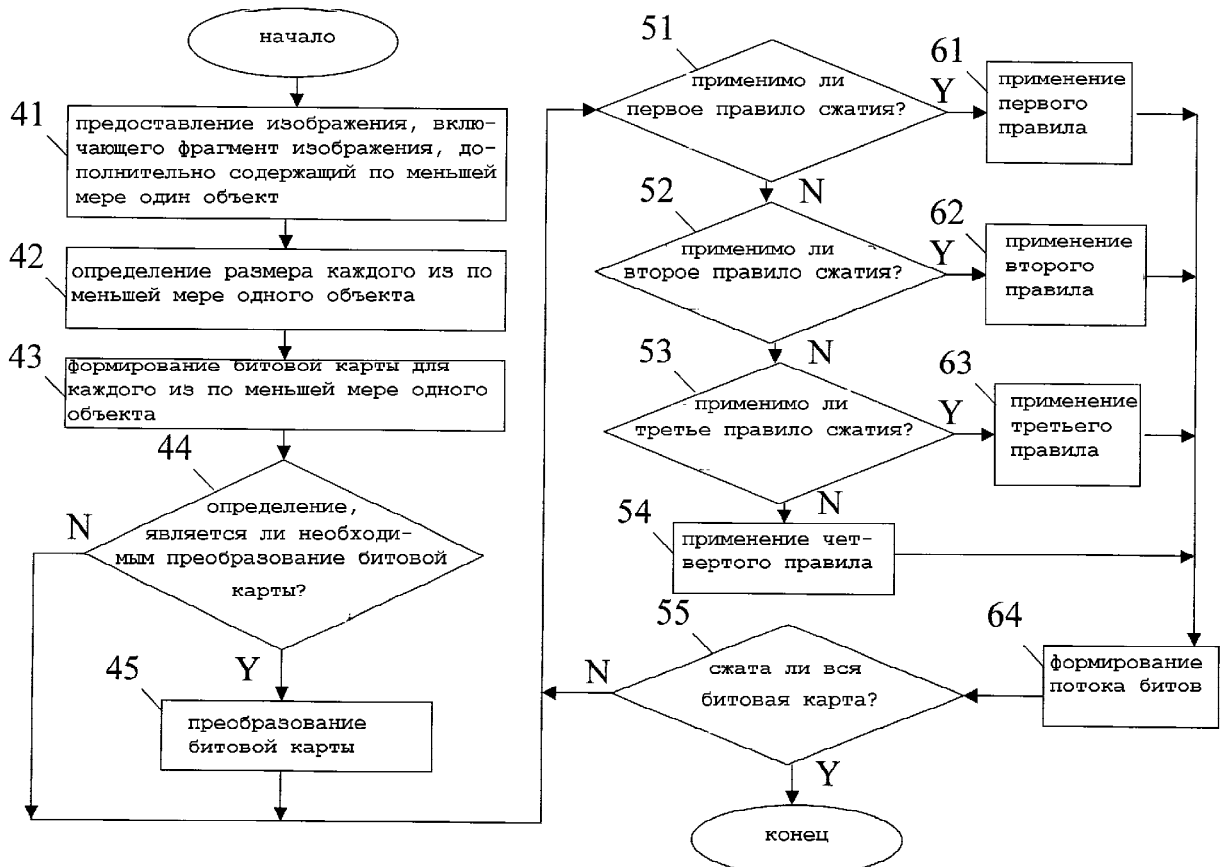 начало
41
предоставление изображения, вклю-
чающего фрагмент изображения, до-
полнительно содержащий по меньшей
мере один объект
42
определение размера каждого из по
меньшей мере одного объекта
43
формирование битовой карты для
каждого из по меньшей мере одного
объекта
44
определение,
является ли необходи-
мым преобразование битовой
карты?
N
Y
45
преобразование
битовой карты
51
применимо ли
первое правило сжатия?
Y
N
61
применение
первого
правила
52
применимо ли
второе правило сжатия?
Y
N
62
применение
второго
правила
53
применимо ли
третье правило сжатия?
Y
N
63
применение
третьего
правила
54
применение чет-
вертого правила
55
сжата ли вся
битовая карта?
N
Y
64
формирование
потока битов
конец